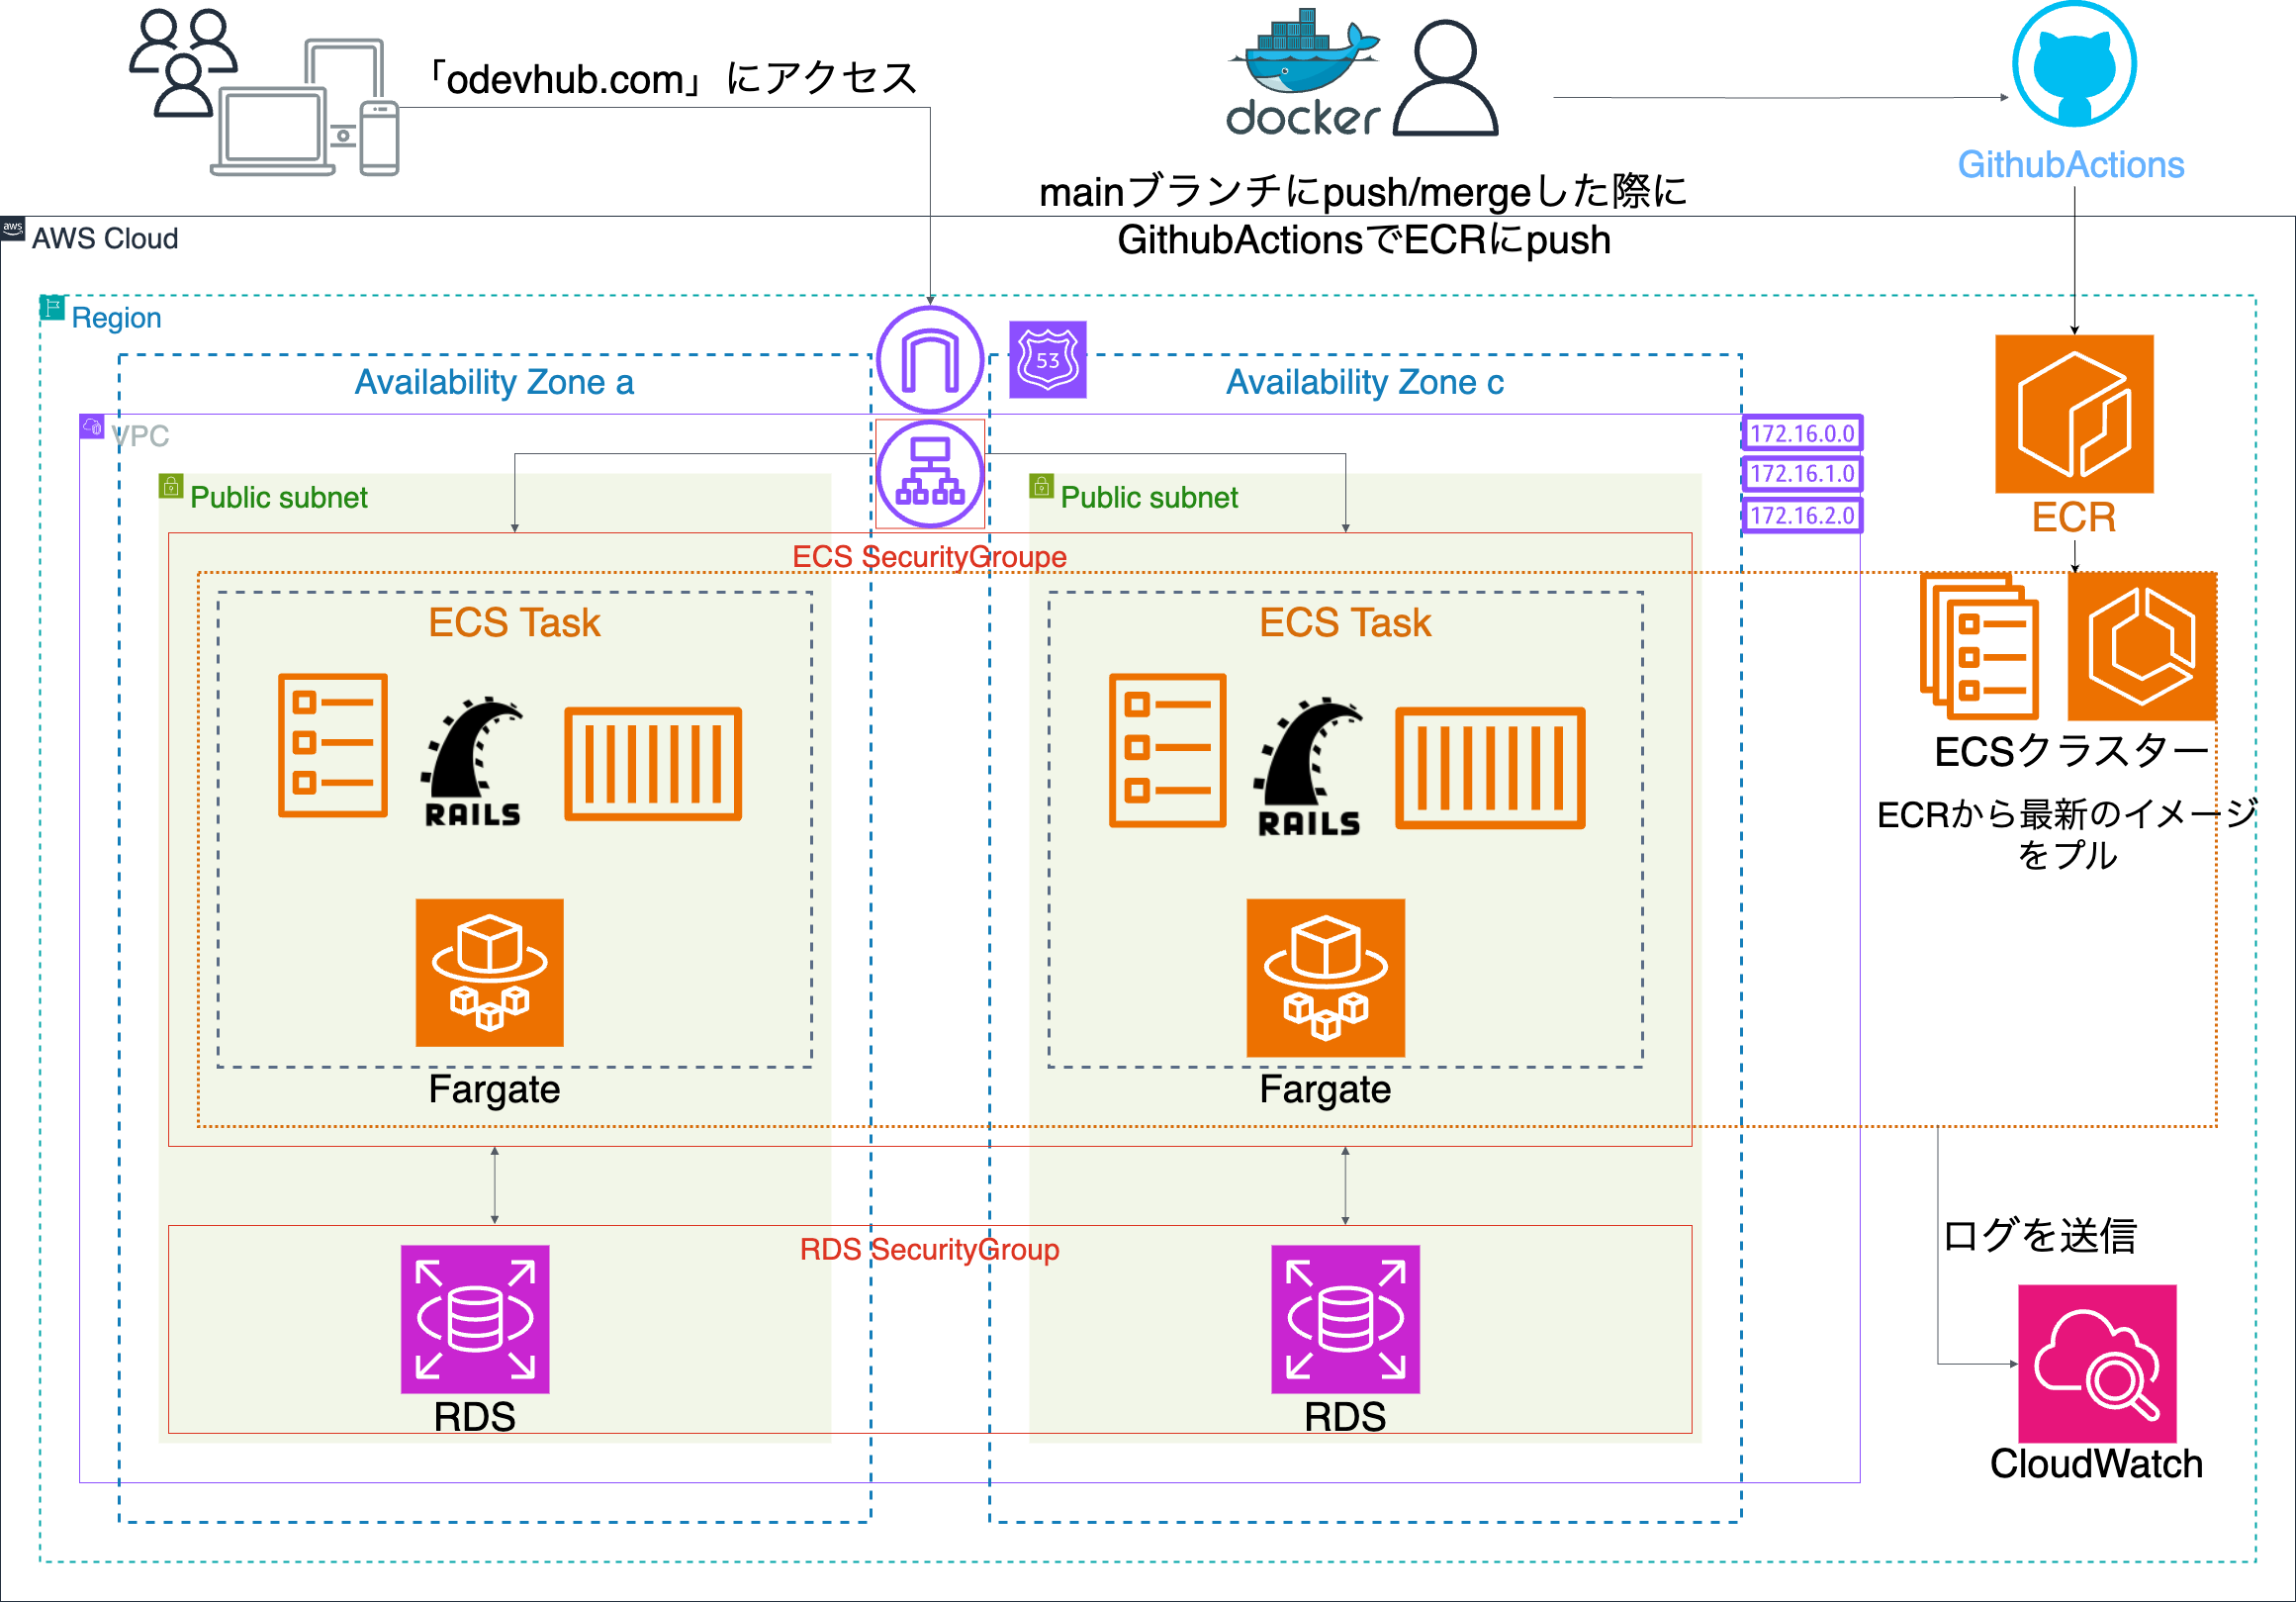 「odevhub.com」にアクセス
docker
GithubActions
mainブランチにpush/mergeした際に
GithubActionsでECRにpush
aws
AWS Cloud
Region
53
Availability Zone a
Availability Zone c
VPC
172.16.0.0
172.16.1.0
172.16.2.0
Public subnet
Public subnet
ECR
ECS SecurityGroupe
ECS Task
ECS Task
RAILS
RAILS
ECSクラスター
ECRから最新のイメージ
をプル
Fargate
Fargate
ログを送信
RDS SecurityGroup
RDS
RDS
CloudWatch